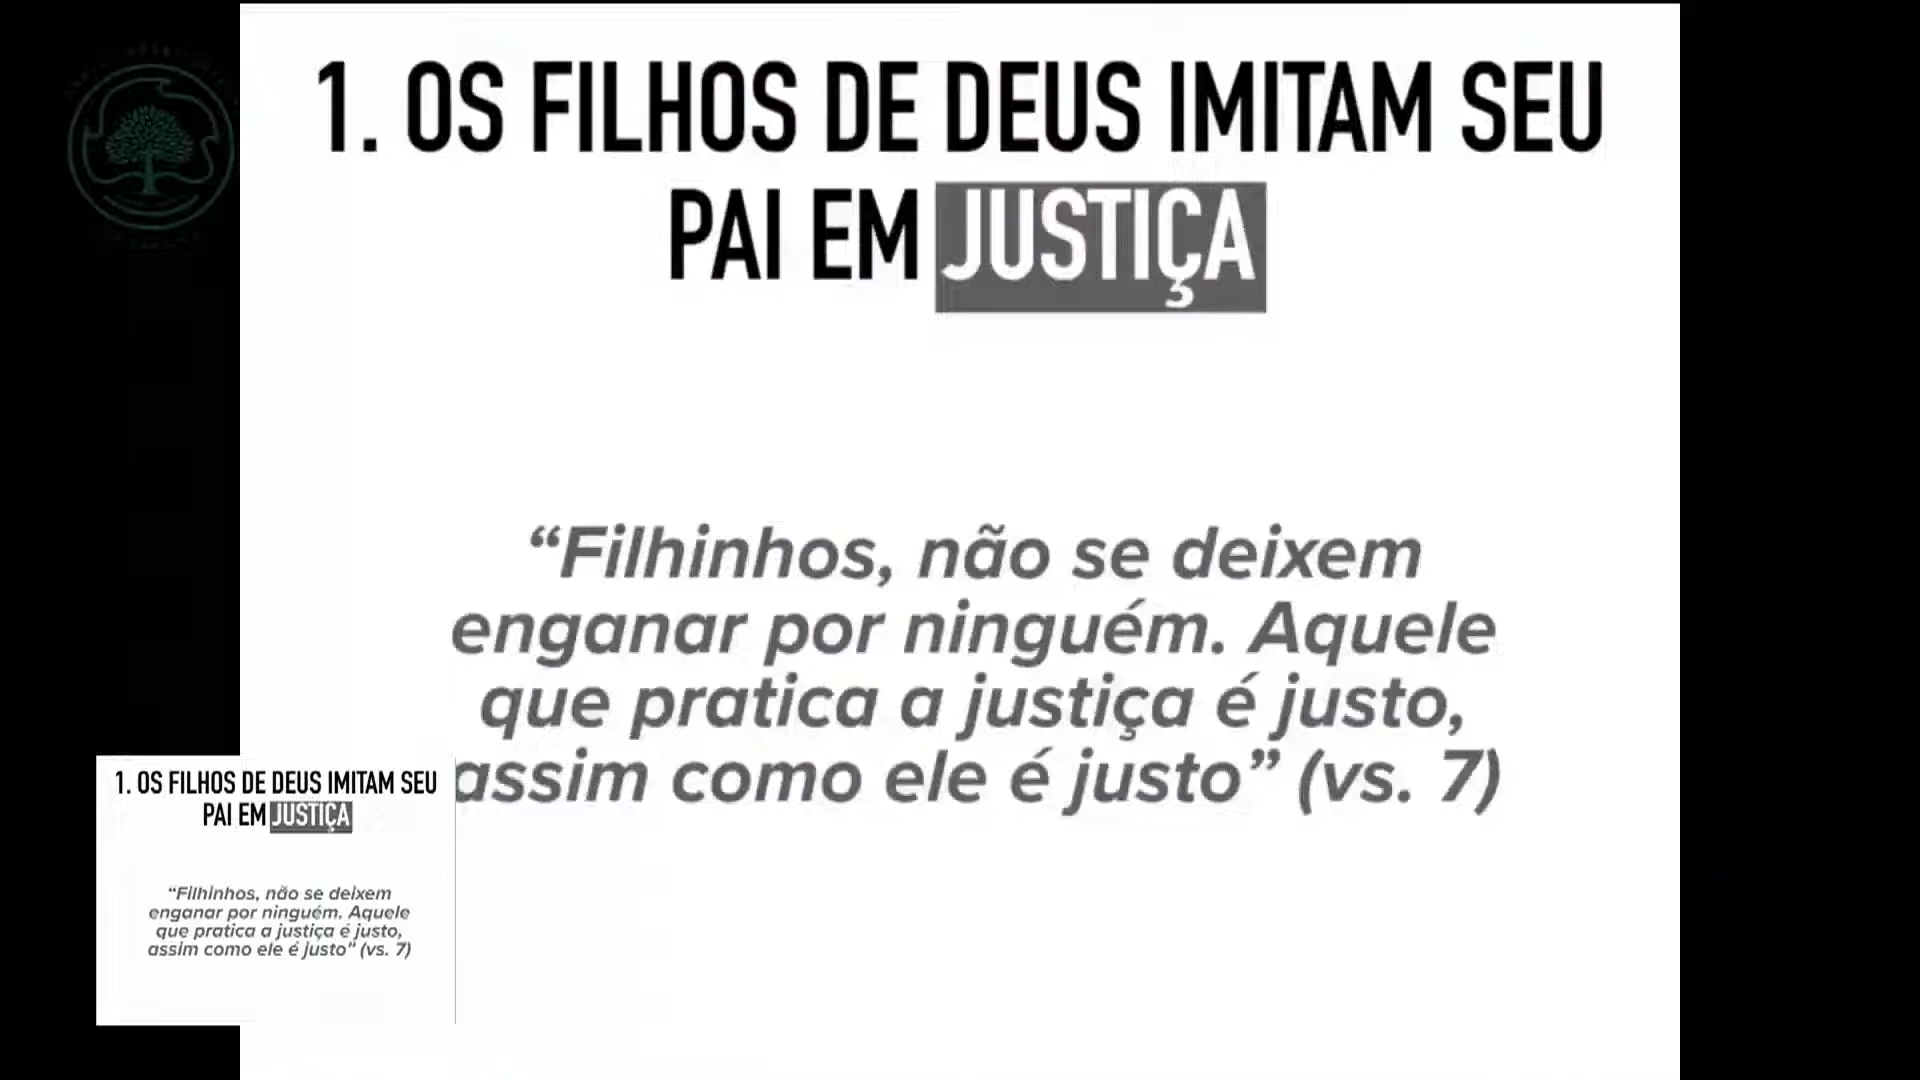 1. OS FILHOS DE DEUS IMITAM SEU
PAI EM JUSTIÇA
“Filhinhos, não se deixem
enganar por ninguém. Aquele
que pratica a justiça é justo,
assim como ele é justo” (vs. 7)
1. OS FILHOS DE DEUS IMITAM SEU
PAI EM JUSTIÇA
“Filhinhos, não se deixem
enganar por ninguém. Aquele
que pratica a justiça é justo,
assim como ele é justo” (vs. 7)